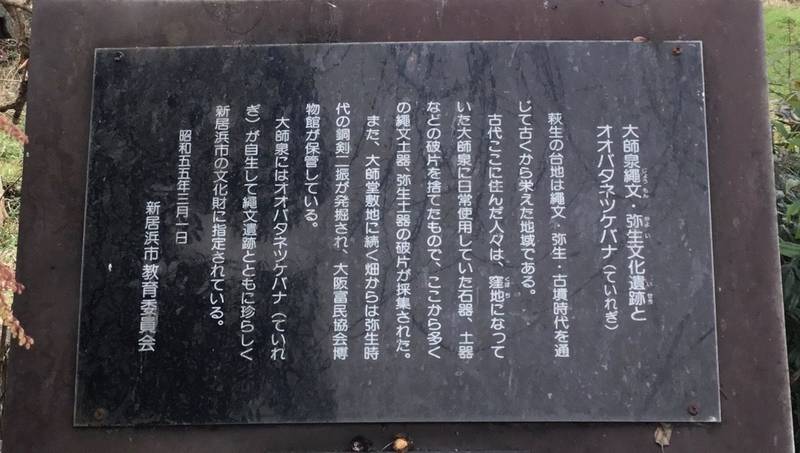 大師泉縄文・弥生文化遺跡と
オオバタネツケバナ（ていれぎ）
萩生の台地は縄文・弥生・古墳時代を通
じて古くから栄えた地域である。
古代ここに住んだ人々は、窪地になって
いた大師泉に日常使用していた石器、土器
などの破片を捨てたもので、ここから多く
の縄文土器、弥生土器の破片が採集された。
また、大師堂敷地に続く畑からは弥生時
代の銅剣二振が発掘され、大阪富民協会博
物館が保管している。
大師泉にはオオバタネツケバナ（ていれ
ぎ）が自生して縄文遺跡とともに珍らしく
新居浜市の文化財に指定されている。
昭和五五年三月一日
新居浜市教育委員会